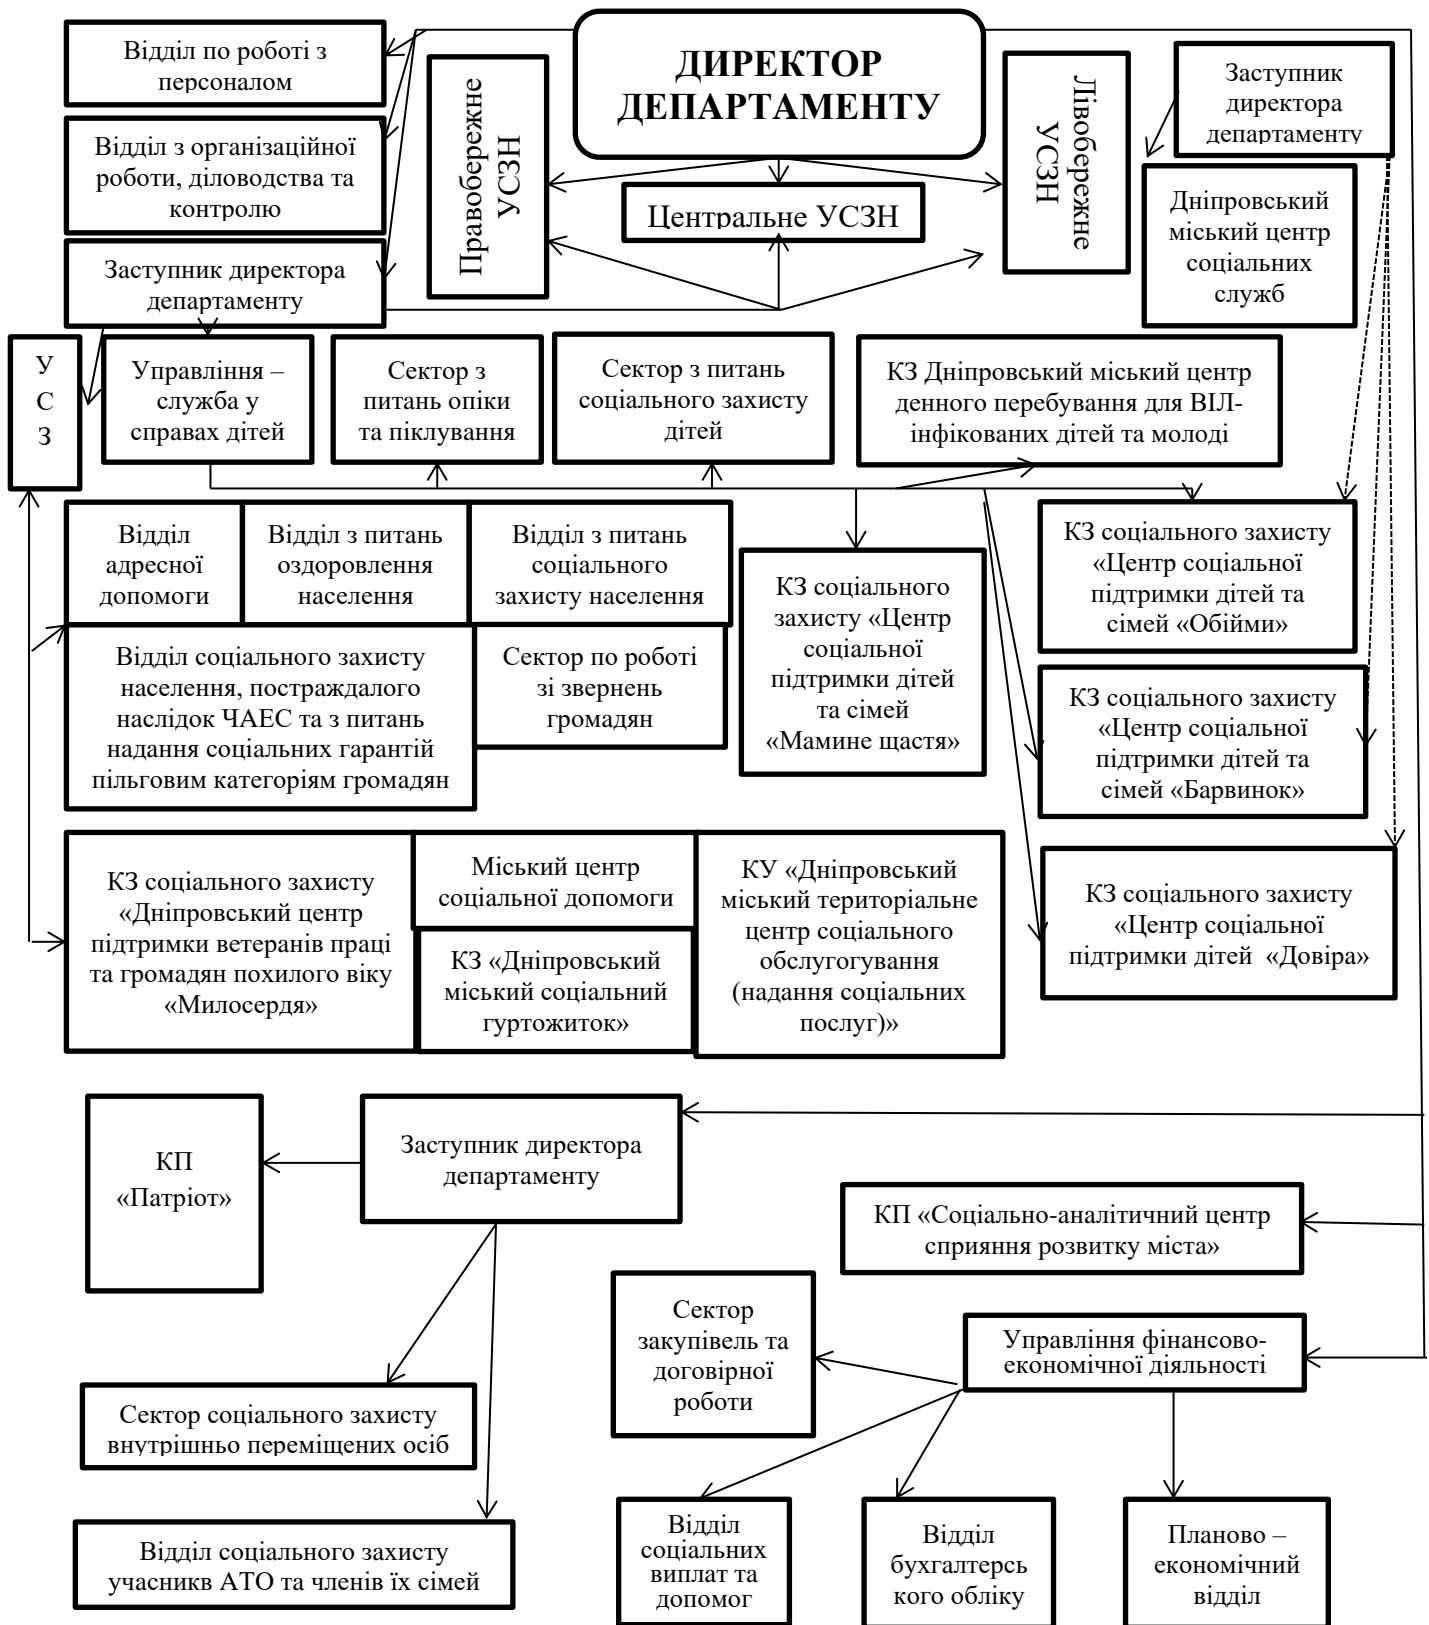 Відділ по роботі з
персоналом
ДИРЕКТОР
ДЕПАРТАМЕНТУ
Правобережне
УСЗН
Лівобережне
УСЗН
Заступник
директора
департаменту
Відділ з організаційної
роботи, діловодства та
контролю
Центральне УСЗН
Дніпровський
міський центр
соціальних
служб
Заступник директора
департаменту
У
С
З
Управління –
служба у
справах дітей
Сектор з
питань опіки
та піклування
Сектор з питань
соціального захисту
дітей
КЗ Дніпровський міський центр
денного перебування для ВІЛ-
інфікованих дітей та молоді
Відділ
адресної
допомоги
Відділ з питань
оздоровлення
населення
Відділ з питань
соціального
захисту населення
КЗ соціального
захисту «Центр
соціальної
підтримки дітей
та сімей
«Мамине щастя»
КЗ соціального захисту
«Центр соціальної
підтримки дітей та
сімей «Обійми»
Відділ соціального захисту
населення, постраждалого
наслідок ЧАЕС та з питань
надання соціальних гарантій
пільговим категоріям громадян
Сектор по роботі
зі звернень
громадян
КЗ соціального захисту
«Центр соціальної
підтримки дітей та
сімей «Барвинок»
КЗ соціального захисту
«Дніпровський центр
підтримки ветеранів праці
та громадян похилого віку
«Милосердя»
Міський центр
соціальної допомоги
КЗ «Дніпровський
міський соціальний
гуртожиток»
КУ «Дніпровський
міський територіальне
центр соціального
обслугогування
(надання соціальних
послуг)»
КЗ соціального захисту
«Центр соціальної
підтримки дітей «Довіра»
КП
«Патріот»
Заступник директора
департаменту
КП «Соціально-аналітичний центр
сприяння розвитку міста»
Сектор
закупівель та
договірної
роботи
Управління фінансово-
економічної діяльності
Сектор соціального захисту
внутрішньо переміщених осіб
Відділ соціального захисту
учасникв АТО та членів їх сімей
Відділ
соціальних
виплат та
допомог
Відділ
бухгалтерсь
кого обліку
Планово –
економічний
відділ